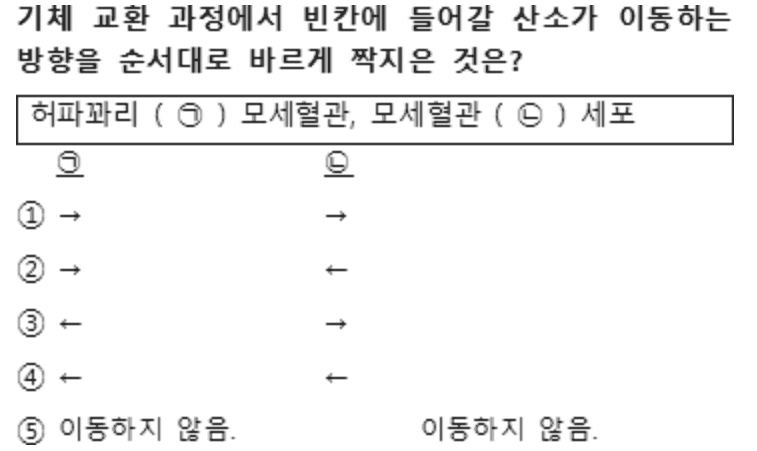 기체 교환 과정에서 빈칸에 들어갈 산소가 이동하는
방향을 순서대로 바르게 짝지은 것은?
허파꽈리 ( ㉠ ) 모세혈관, 모세혈관 ( ㉡ ) 세포
㉠ ㉡
① → →
② → ←
③ ← →
④ ← ←
⑤ 이동하지 않음. 이동하지 않음.